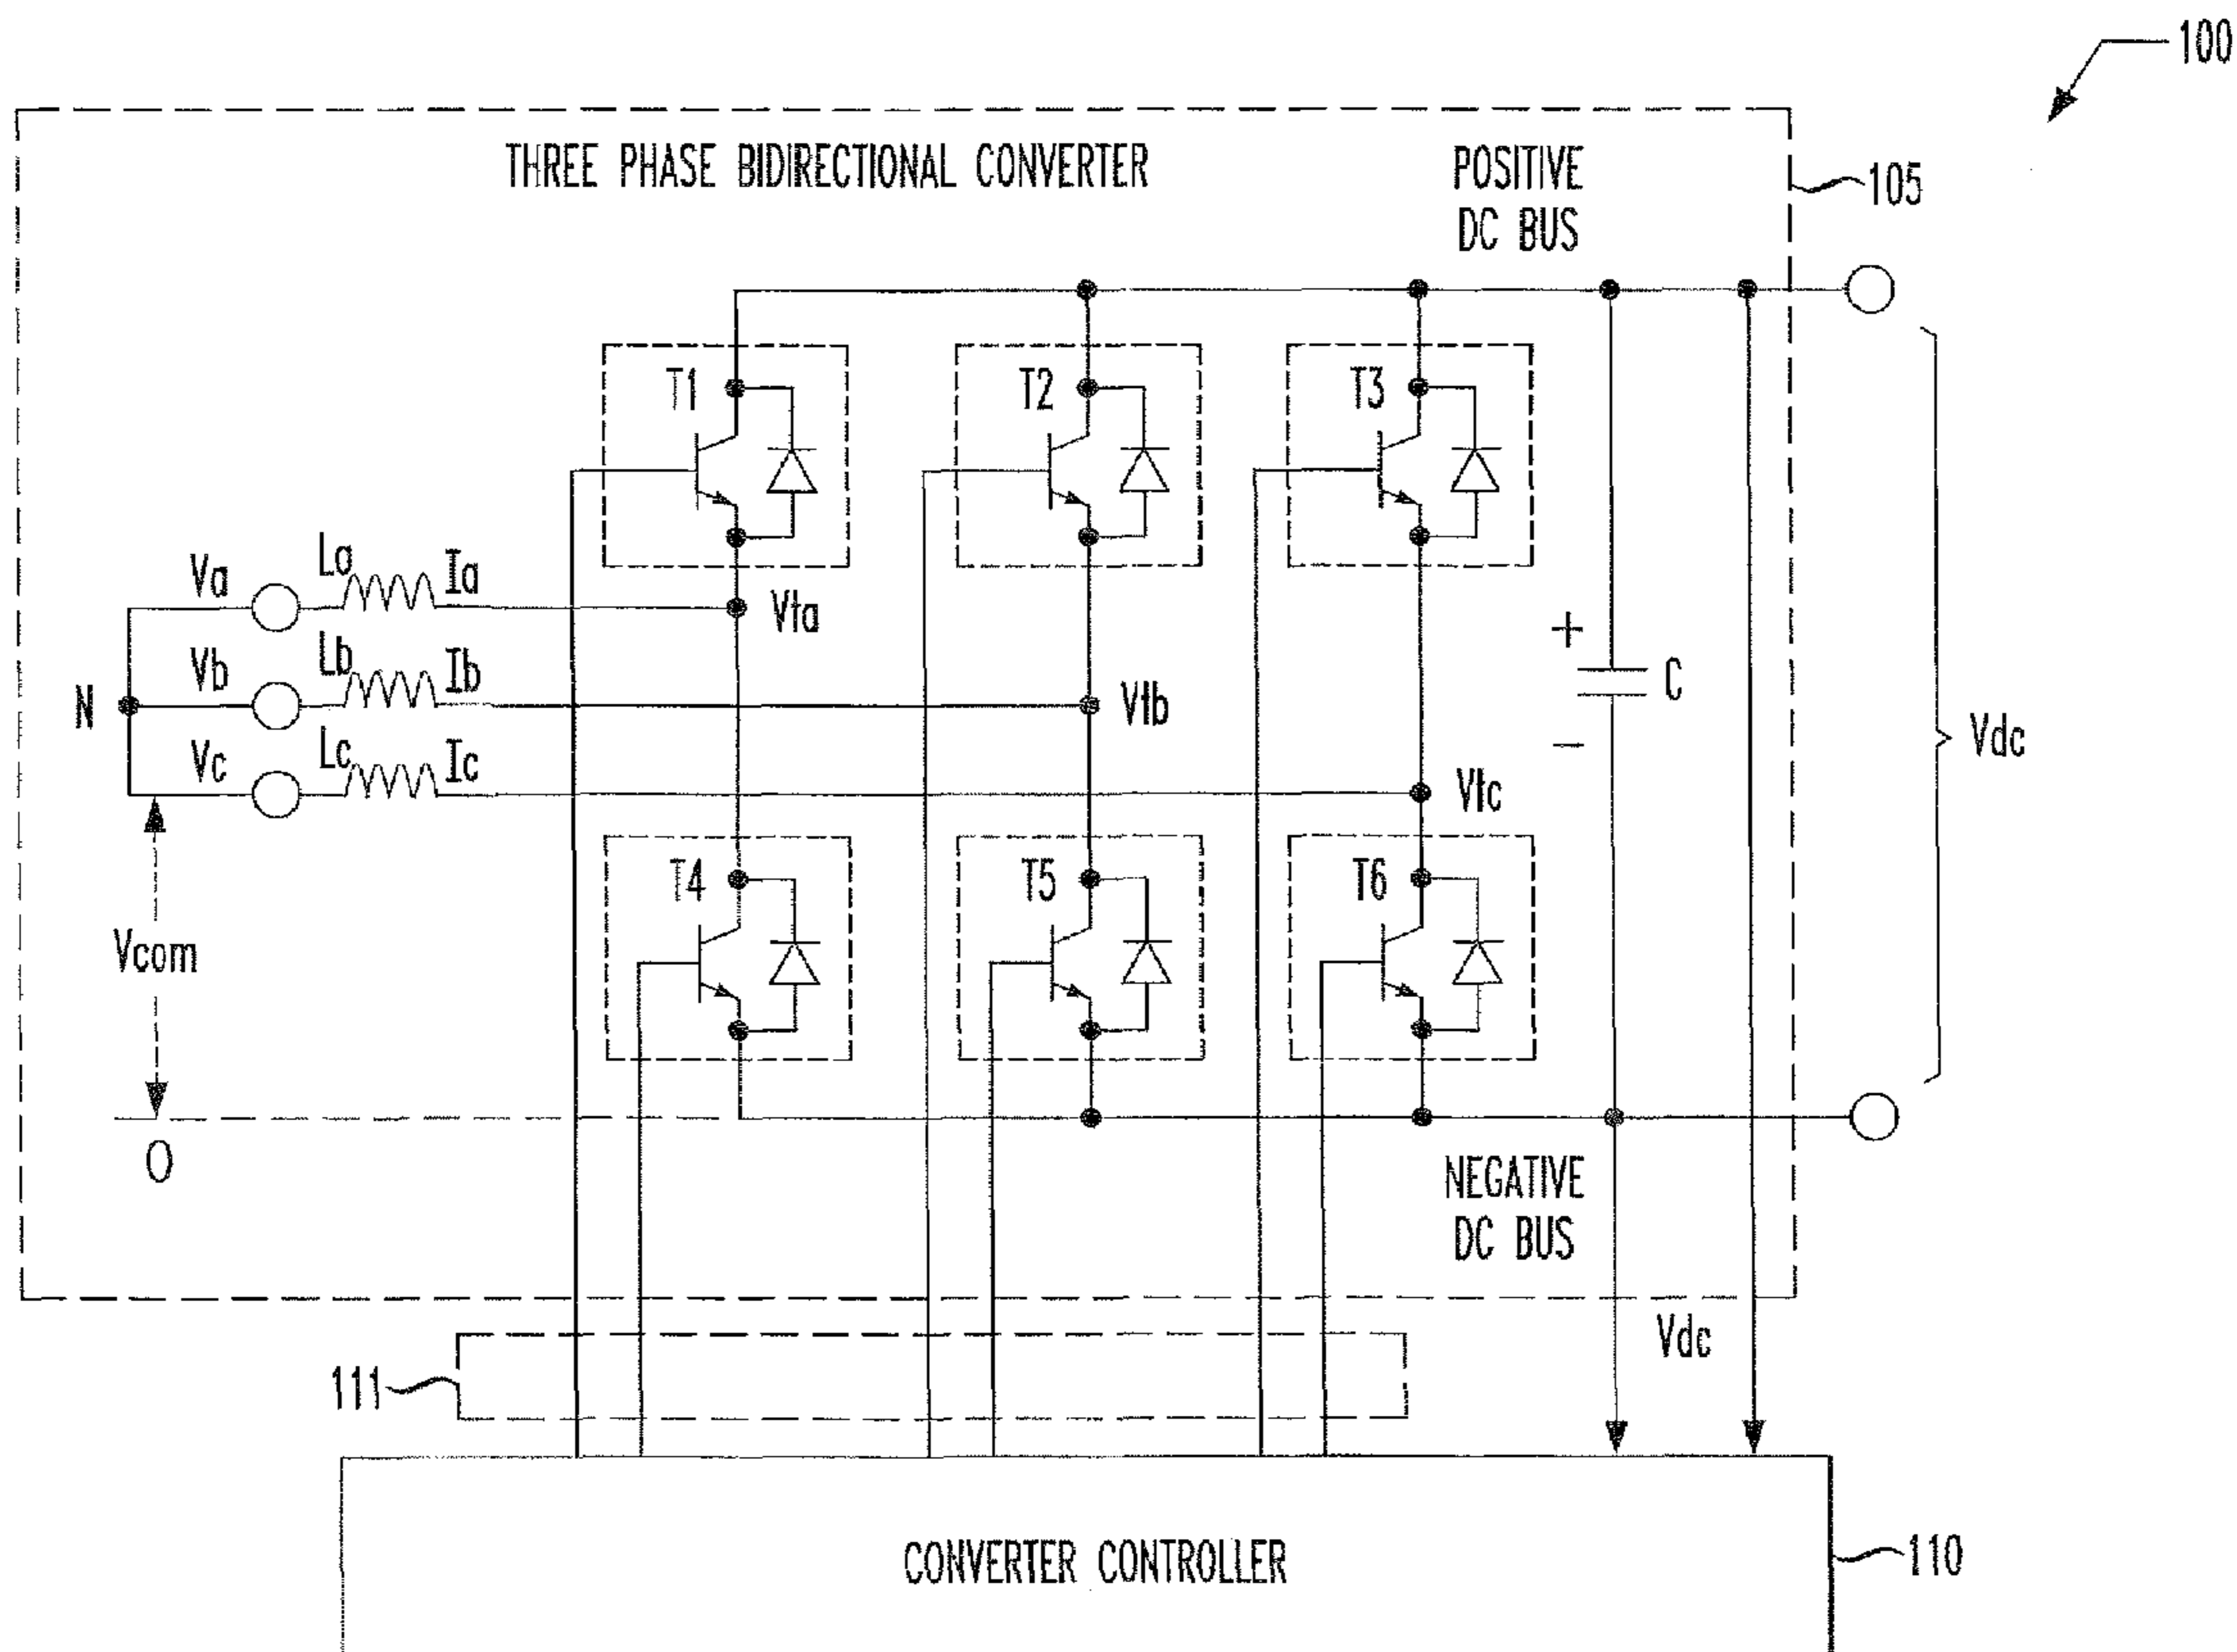 100
THREE PHASE BIDIRECTIONAL CONVERTER
POSITIVE
DC BUS
105
T1
T2
T3
Va
La
Ia
Vta
Vb
Lb
Ib
Vtb
N
Vc
Lc
Ic
Vtc
+
C
−
Vdc
T4
T5
T6
Vcom
O
NEGATIVE
DC BUS
Vdc
111
CONVERTER CONTROLLER
110